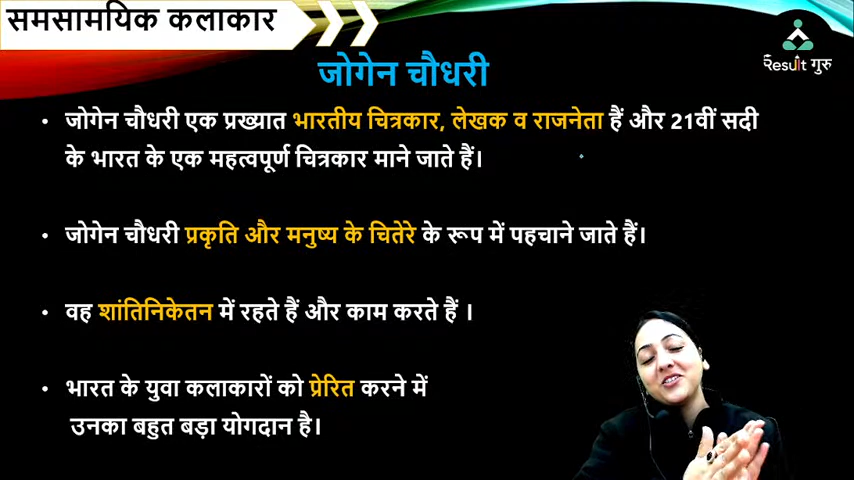 समसामयिक कलाकार
Result गुरु
जोगेन चौधरी
• जोगेन चौधरी एक प्रख्यात भारतीय चित्रकार, लेखक व राजनेता हैं और 21वीं सदी
के भारत के एक महत्वपूर्ण चित्रकार माने जाते हैं।
• जोगेन चौधरी प्रकृति और मनुष्य के चितेरे के रूप में पहचाने जाते हैं।
• वह शांतिनिकेतन में रहते हैं और काम करते हैं ।
• भारत के युवा कलाकारों को प्रेरित करने में
उनका बहुत बड़ा योगदान है।